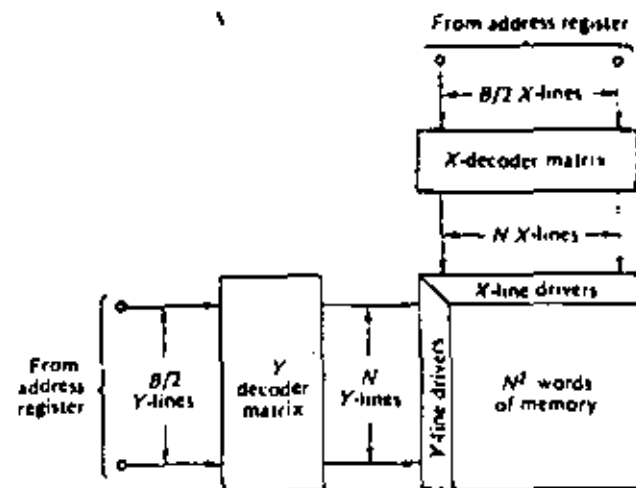 From address register
B/2 X-lines
X-decoder matrix
N X-lines
X-line drivers
From
address
register
B/2
Y-lines
Y
decoder
matrix
N
Y-lines
Y-line drivers
N² words
of memory